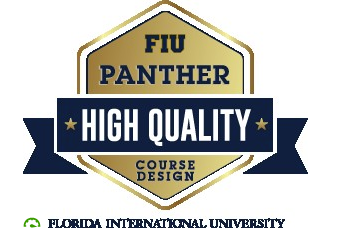 FIU
PANTHER
HIGH QUALITY
COURSE
DESIGN
FLORIDA INTERNATIONAL UNIVERSITY